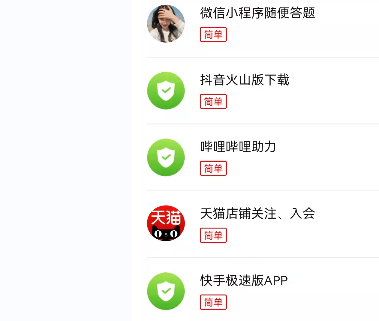 微信小程序随便答题
简单
抖音火山版下载
简单
哔哩哔哩助力
简单
天猫
天猫店铺关注、入会
简单
快手极速版APP
简单